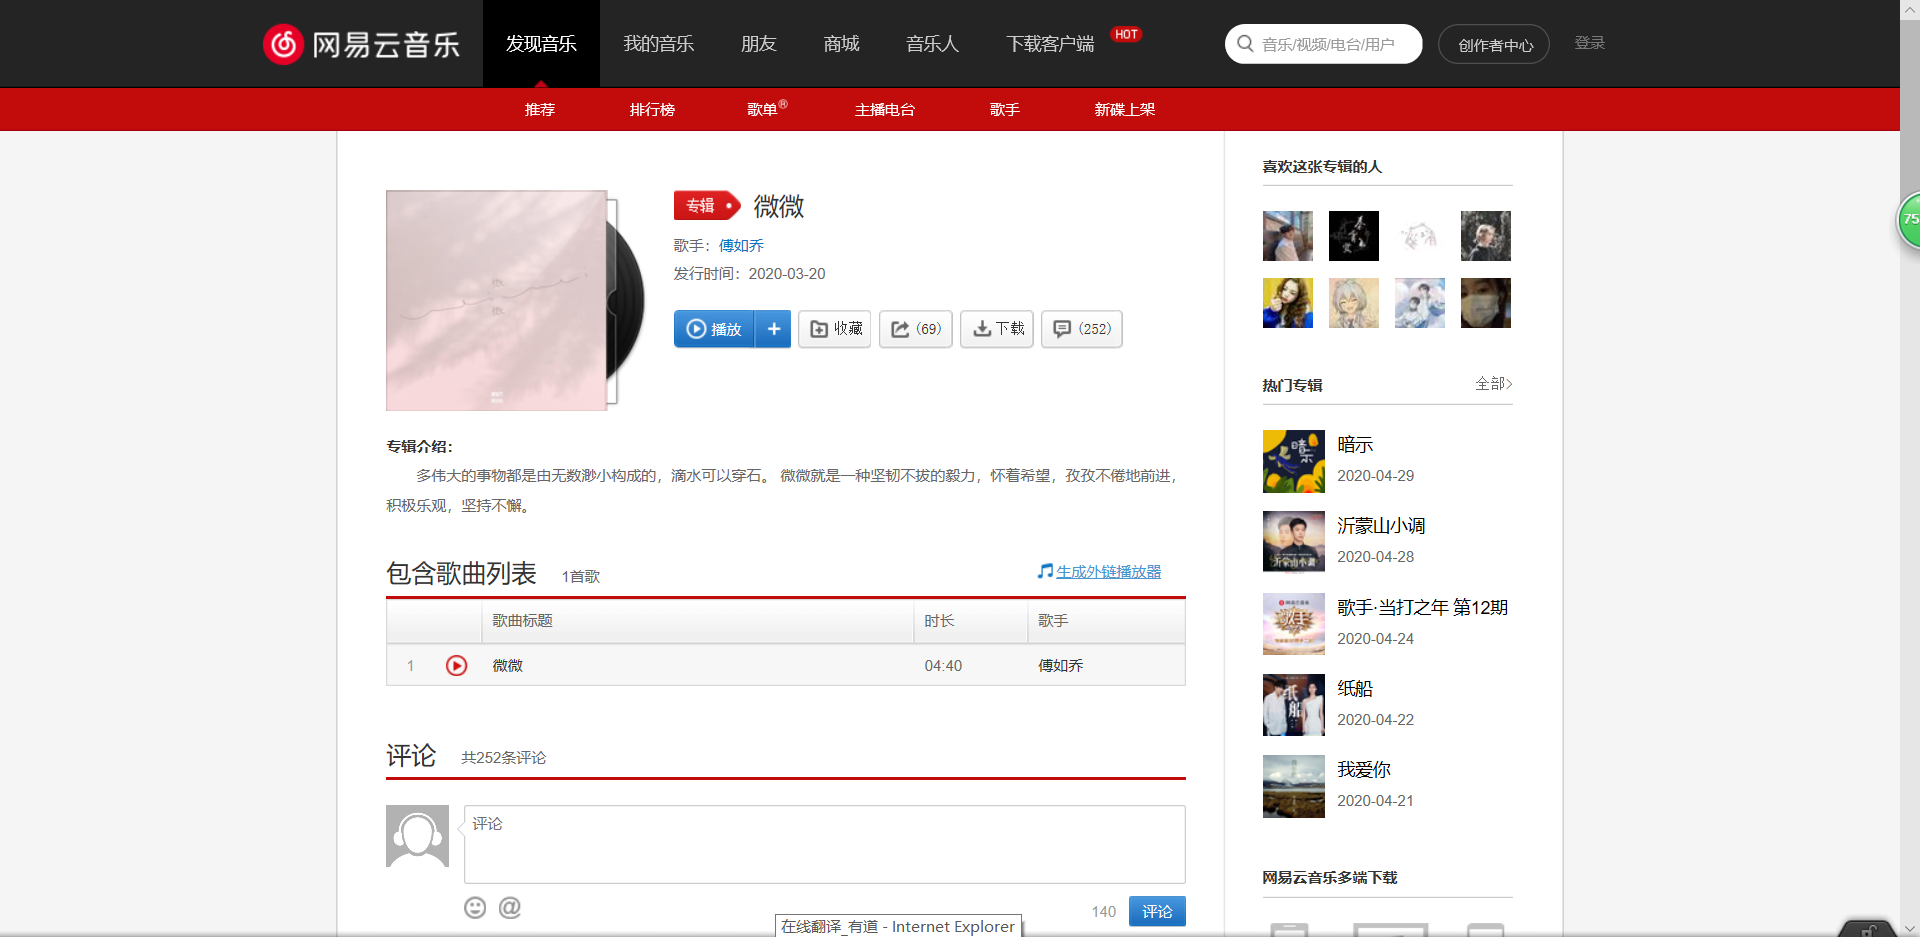 网易云音乐
发现音乐
我的音乐
朋友
商城
音乐人
下载客户端
HOT
音乐/视频/电台/用户
创作者中心
登录
推荐
排行榜
歌单®
主播电台
歌手
新碟上架
专辑
微微
歌手：傅如乔
发行时间：2020-03-20
播放
+
收藏
(69)
下载
(252)
专辑介绍：
多伟大的事物都是由无数渺小构成的，滴水可以穿石。 微微就是一种坚韧不拔的毅力，怀着希望，孜孜不倦地前进，
积极乐观，坚持不懈。
包含歌曲列表
1首歌
生成外链播放器
歌曲标题
时长
歌手
1
微微
04:40
傅如乔
评论
共252条评论
评论
@
140
评论
在线翻译_有道 - Internet Explorer
喜欢这张专辑的人
热门专辑
全部>
暗示
2020-04-29
沂蒙山小调
2020-04-28
歌手·当打之年 第12期
2020-04-24
纸船
2020-04-22
我爱你
2020-04-21
网易云音乐多端下载
75